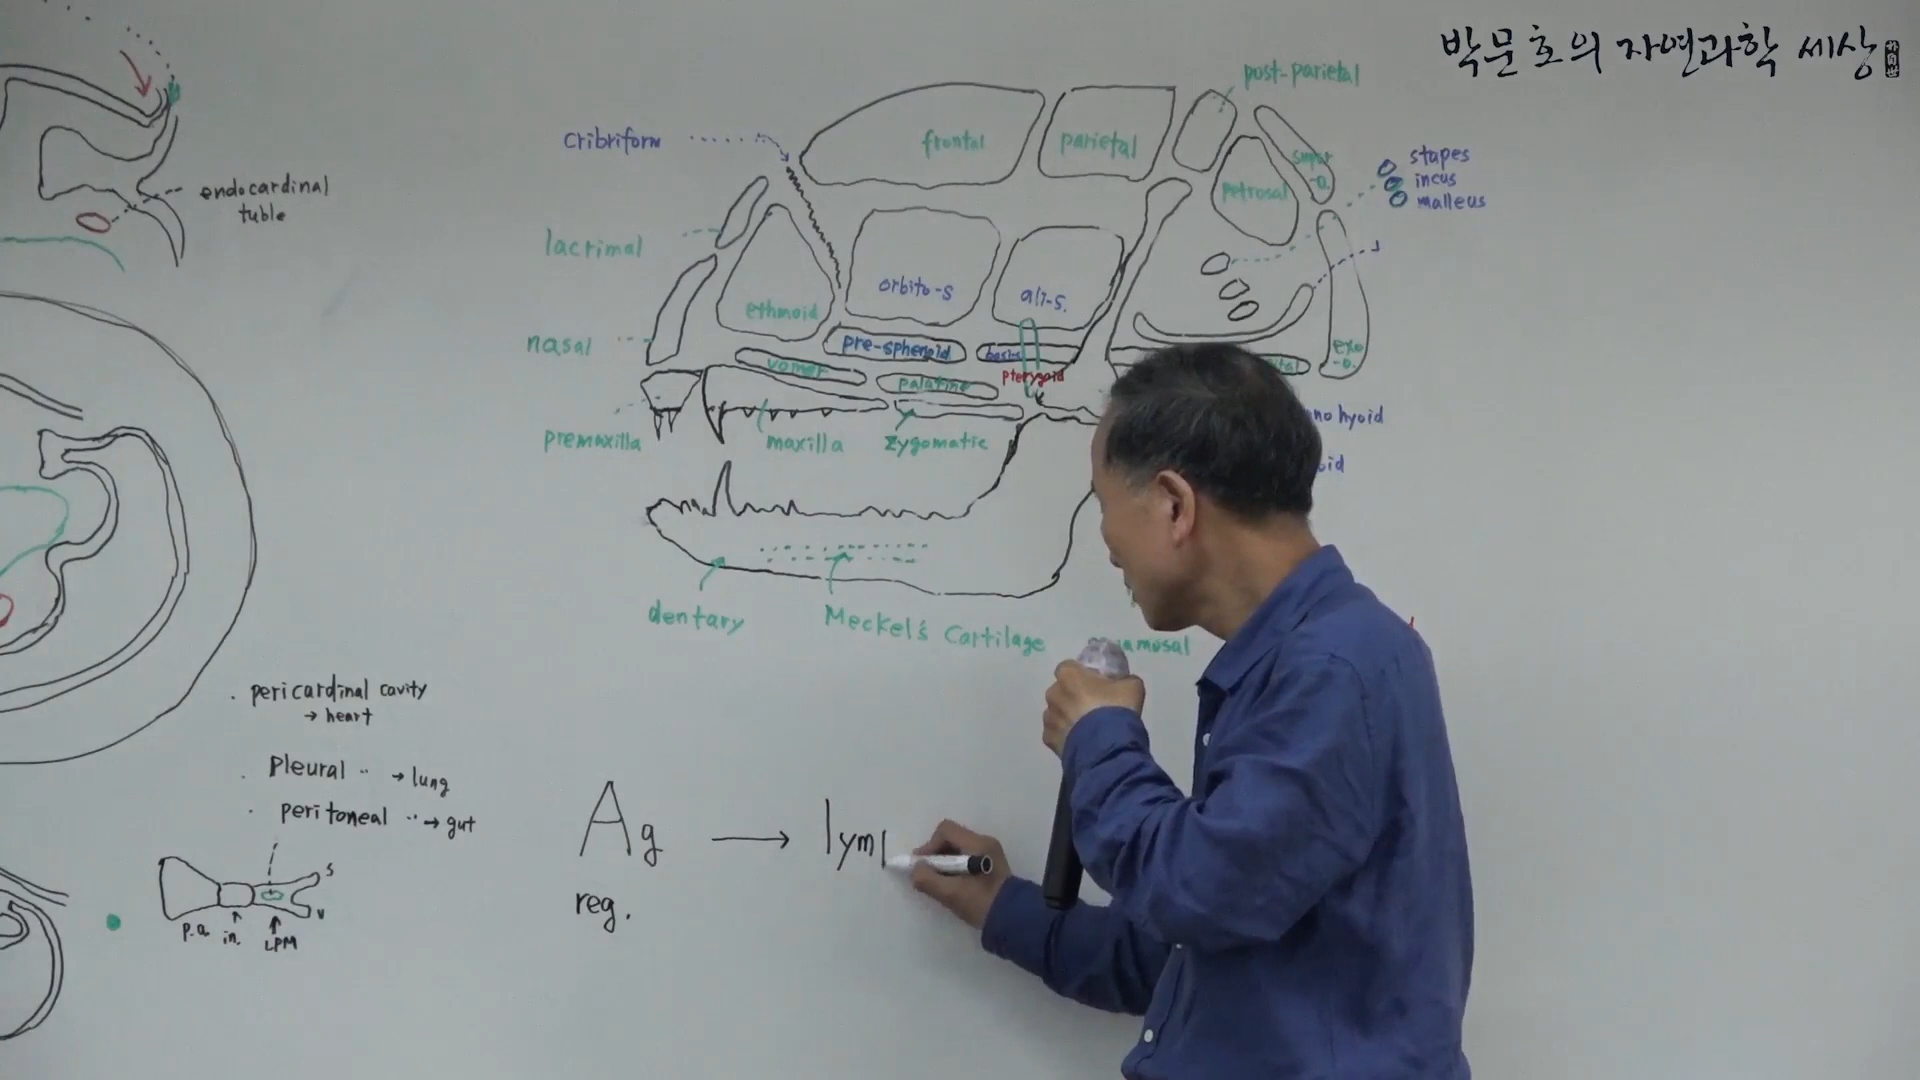 박문호의 자연과학 세상
post-parietal
cribriform
frontal
parietal
stapes
incus
malleus
petrosal
endocardinal
tuble
lacrimal
orbito-s
ali-s.
ethmoid
nasal
pre-sphenoid
exo
-o.
vomer
palatine
pterygoid
premaxilla
maxilla
zygomatic
dentary
Meckel's Cartilage
pericardinal cavity
→ heart
Pleural ·· → lung
peritoneal ·· → gut
Ag → lym
reg.
s
v
p.a. in. LPM